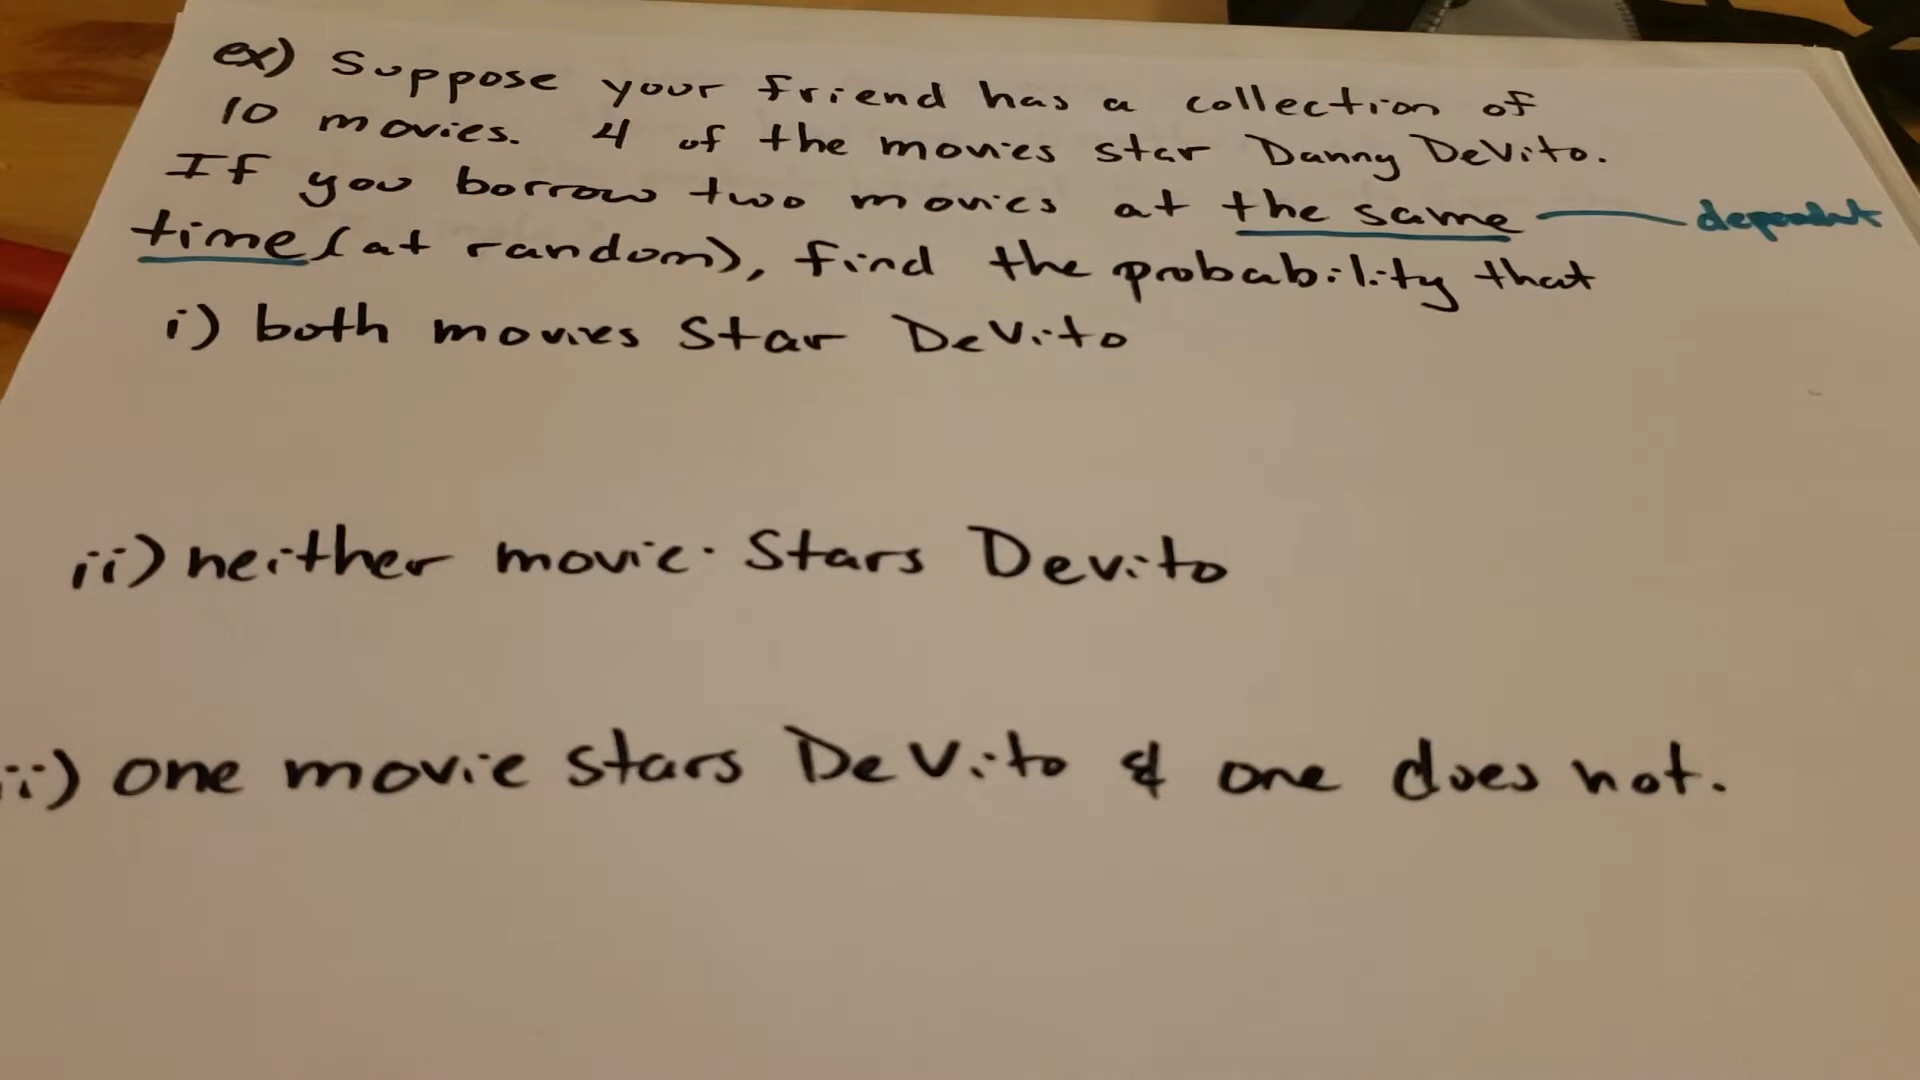 ex) Suppose your friend has a collection of
10 movies. 4 of the movies star Danny DeVito.
If you borrow two movies at the same — dependent
time (at random), find the probability that
i) both movies star DeVito
ii) neither movie stars Devito
ii) one movie stars DeVito & one does not.